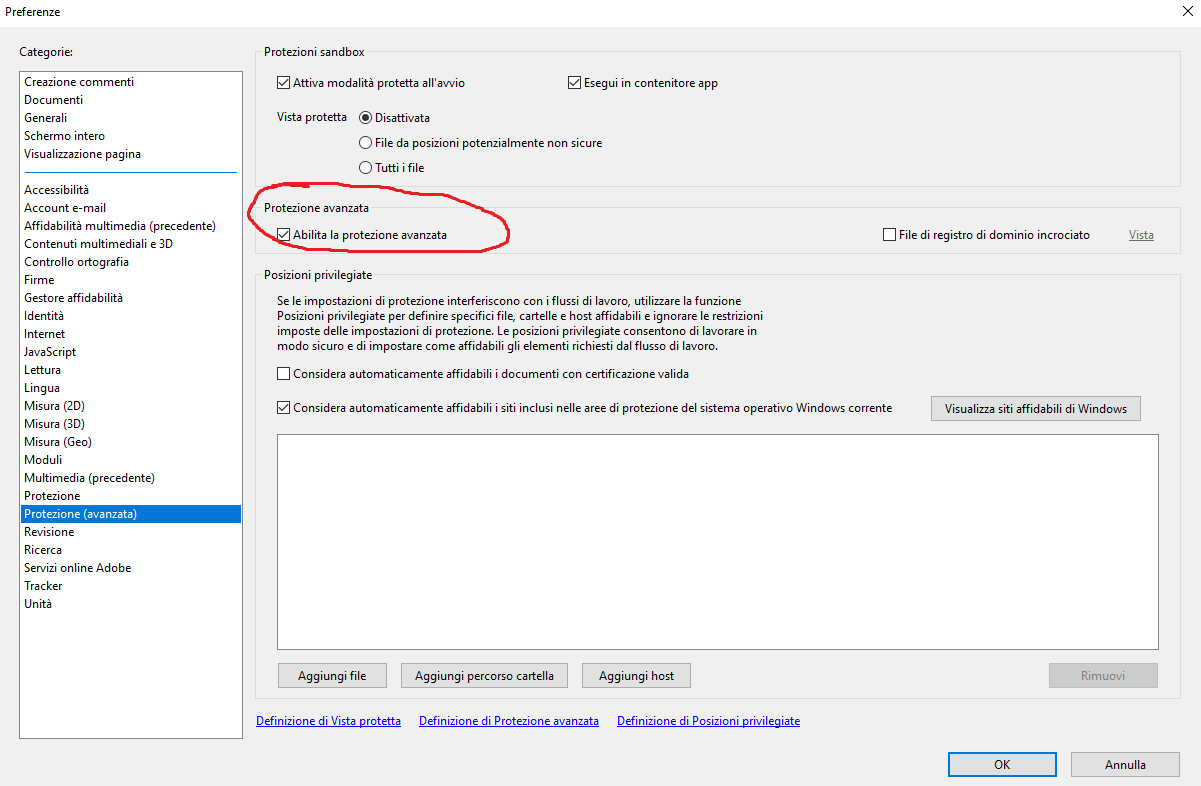 Preferenze
Categorie:
Creazione commenti
Documenti
Generali
Schermo intero
Visualizzazione pagina
Accessibilità
Account e-mail
Affidabilità multimedia (precedente)
Contenuti multimediali e 3D
Controllo ortografia
Firme
Gestore affidabilità
Identità
Internet
JavaScript
Lettura
Lingua
Misura (2D)
Misura (3D)
Misura (Geo)
Moduli
Multimedia (precedente)
Protezione
Protezione (avanzata)
Revisione
Ricerca
Servizi online Adobe
Tracker
Unità
Protezioni sandbox
Attiva modalità protetta all'avvio
Esegui in contenitore app
Vista protetta
Disattivata
File da posizioni potenzialmente non sicure
Tutti i file
Protezione avanzata
Abilita la protezione avanzata
File di registro di dominio incrociato
Vista
Posizioni privilegiate
Se le impostazioni di protezione interferiscono con i flussi di lavoro, utilizzare la funzione
Posizioni privilegiate per definire specifici file, cartelle e host affidabili e ignorare le restrizioni
imposte delle impostazioni di protezione. Le posizioni privilegiate consentono di lavorare in
modo sicuro e di impostare come affidabili gli elementi richiesti dal flusso di lavoro.
Considera automaticamente affidabili i documenti con certificazione valida
Considera automaticamente affidabili i siti inclusi nelle aree di protezione del sistema operativo Windows corrente
Visualizza siti affidabili di Windows
Aggiungi file
Aggiungi percorso cartella
Aggiungi host
Rimuovi
Definizione di Vista protetta
Definizione di Protezione avanzata
Definizione di Posizioni privilegiate
OK
Annulla